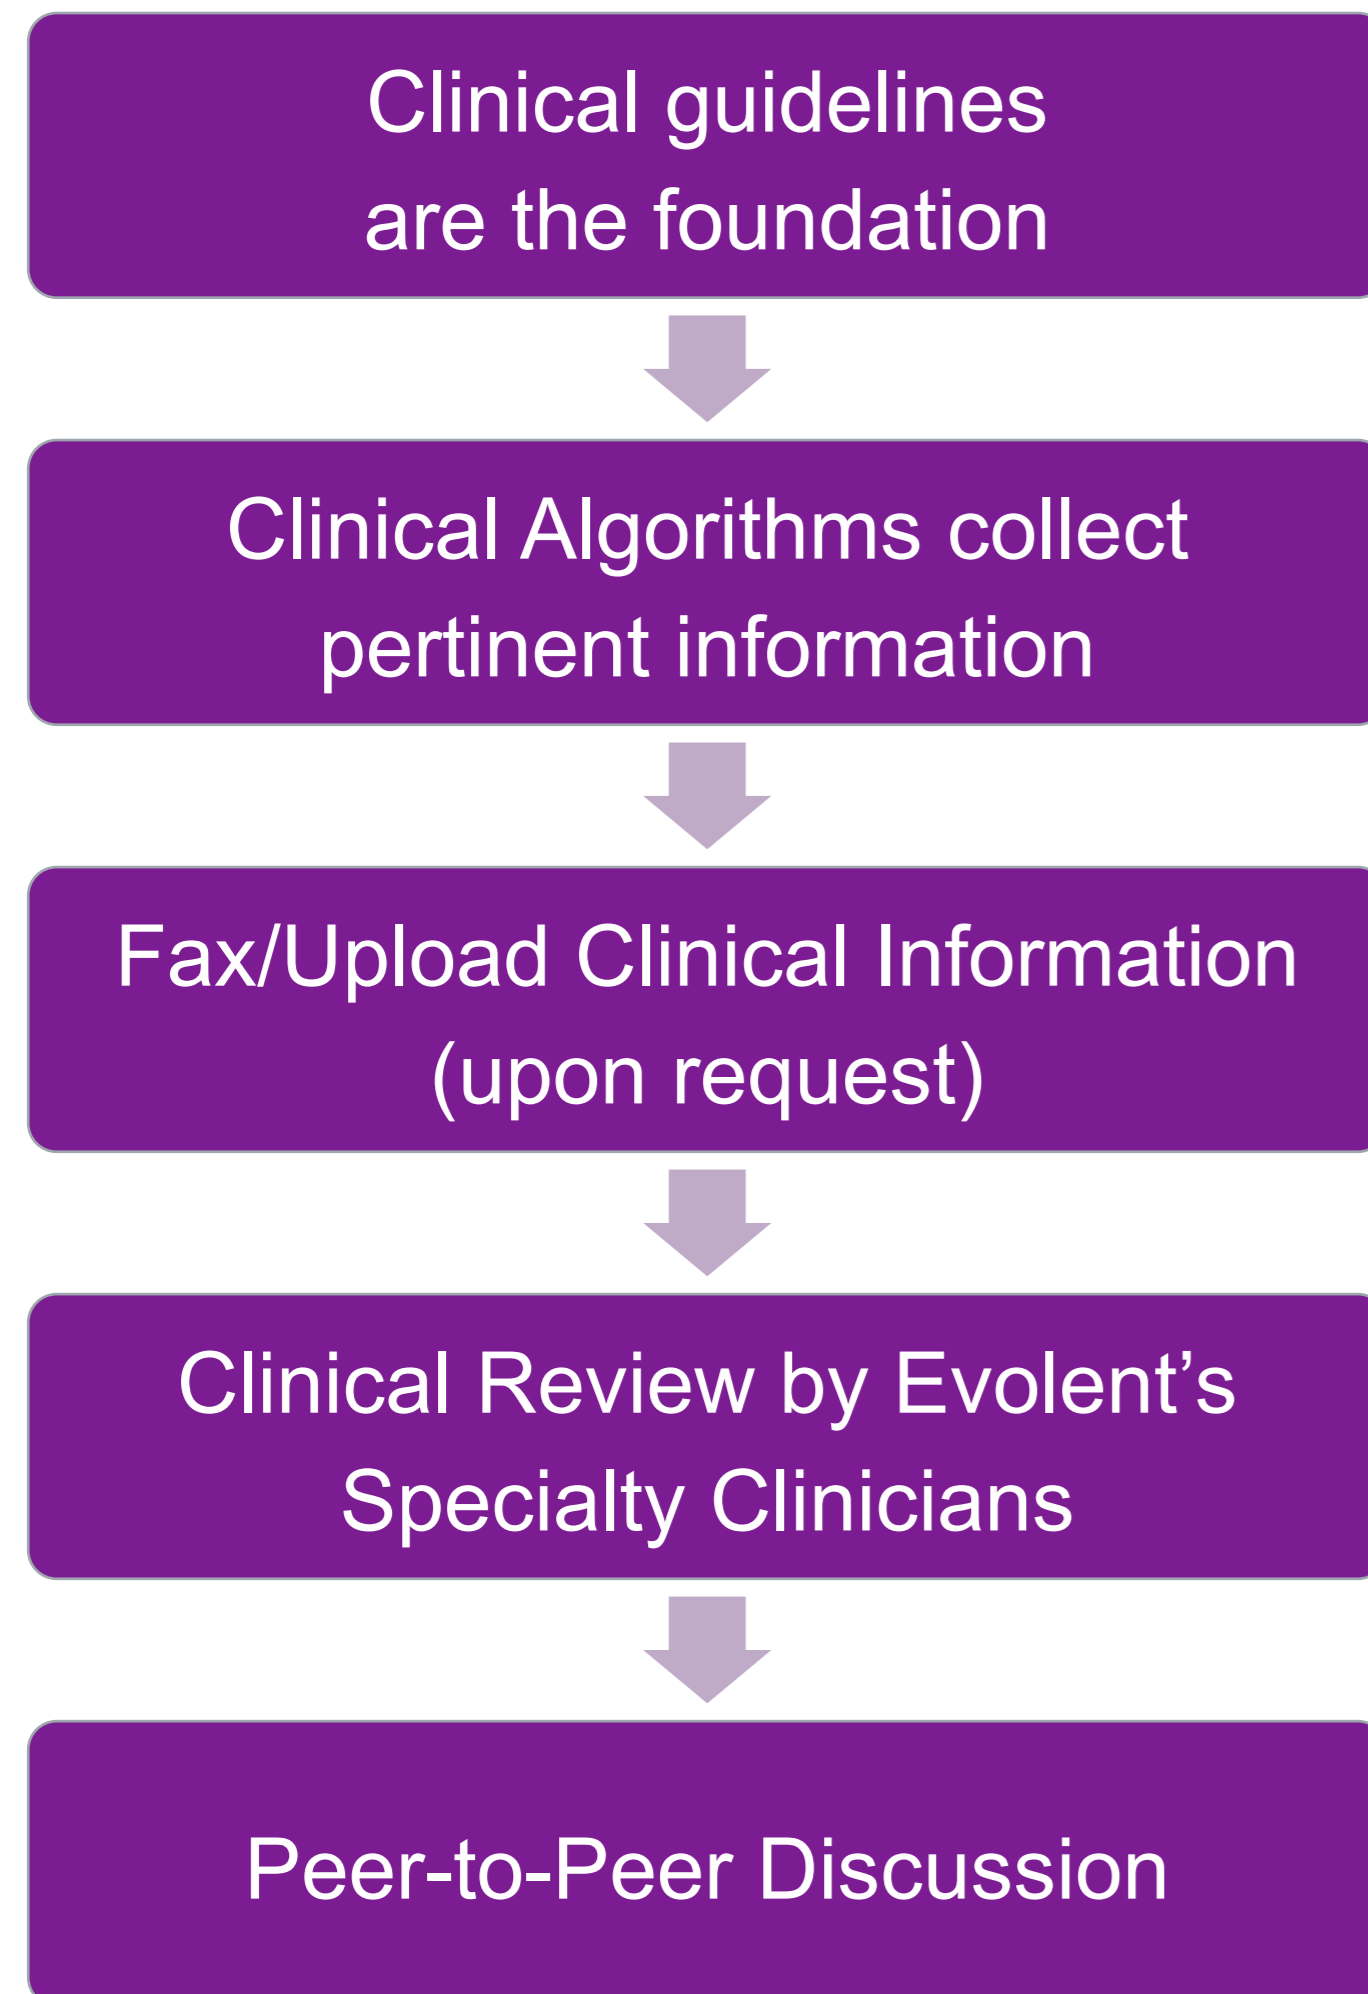 Clinical guidelines
are the foundation
Clinical Algorithms collect
pertinent information
Fax/Upload Clinical Information
(upon request)
Clinical Review by Evolent’s
Specialty Clinicians
Peer-to-Peer Discussion